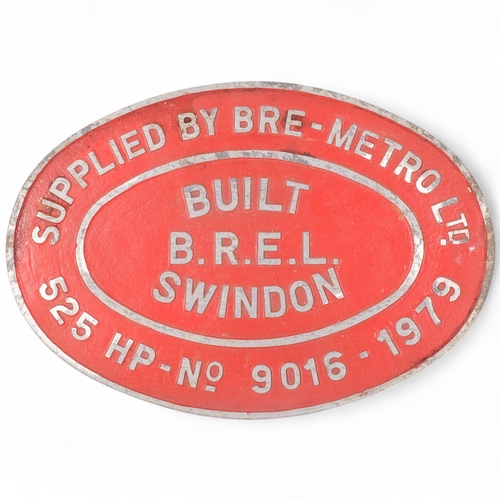 SUPPLIED BY BRE-METRO LTD.
BUILT
B.R.E.L.
SWINDON
525 HP-No 9016-1979